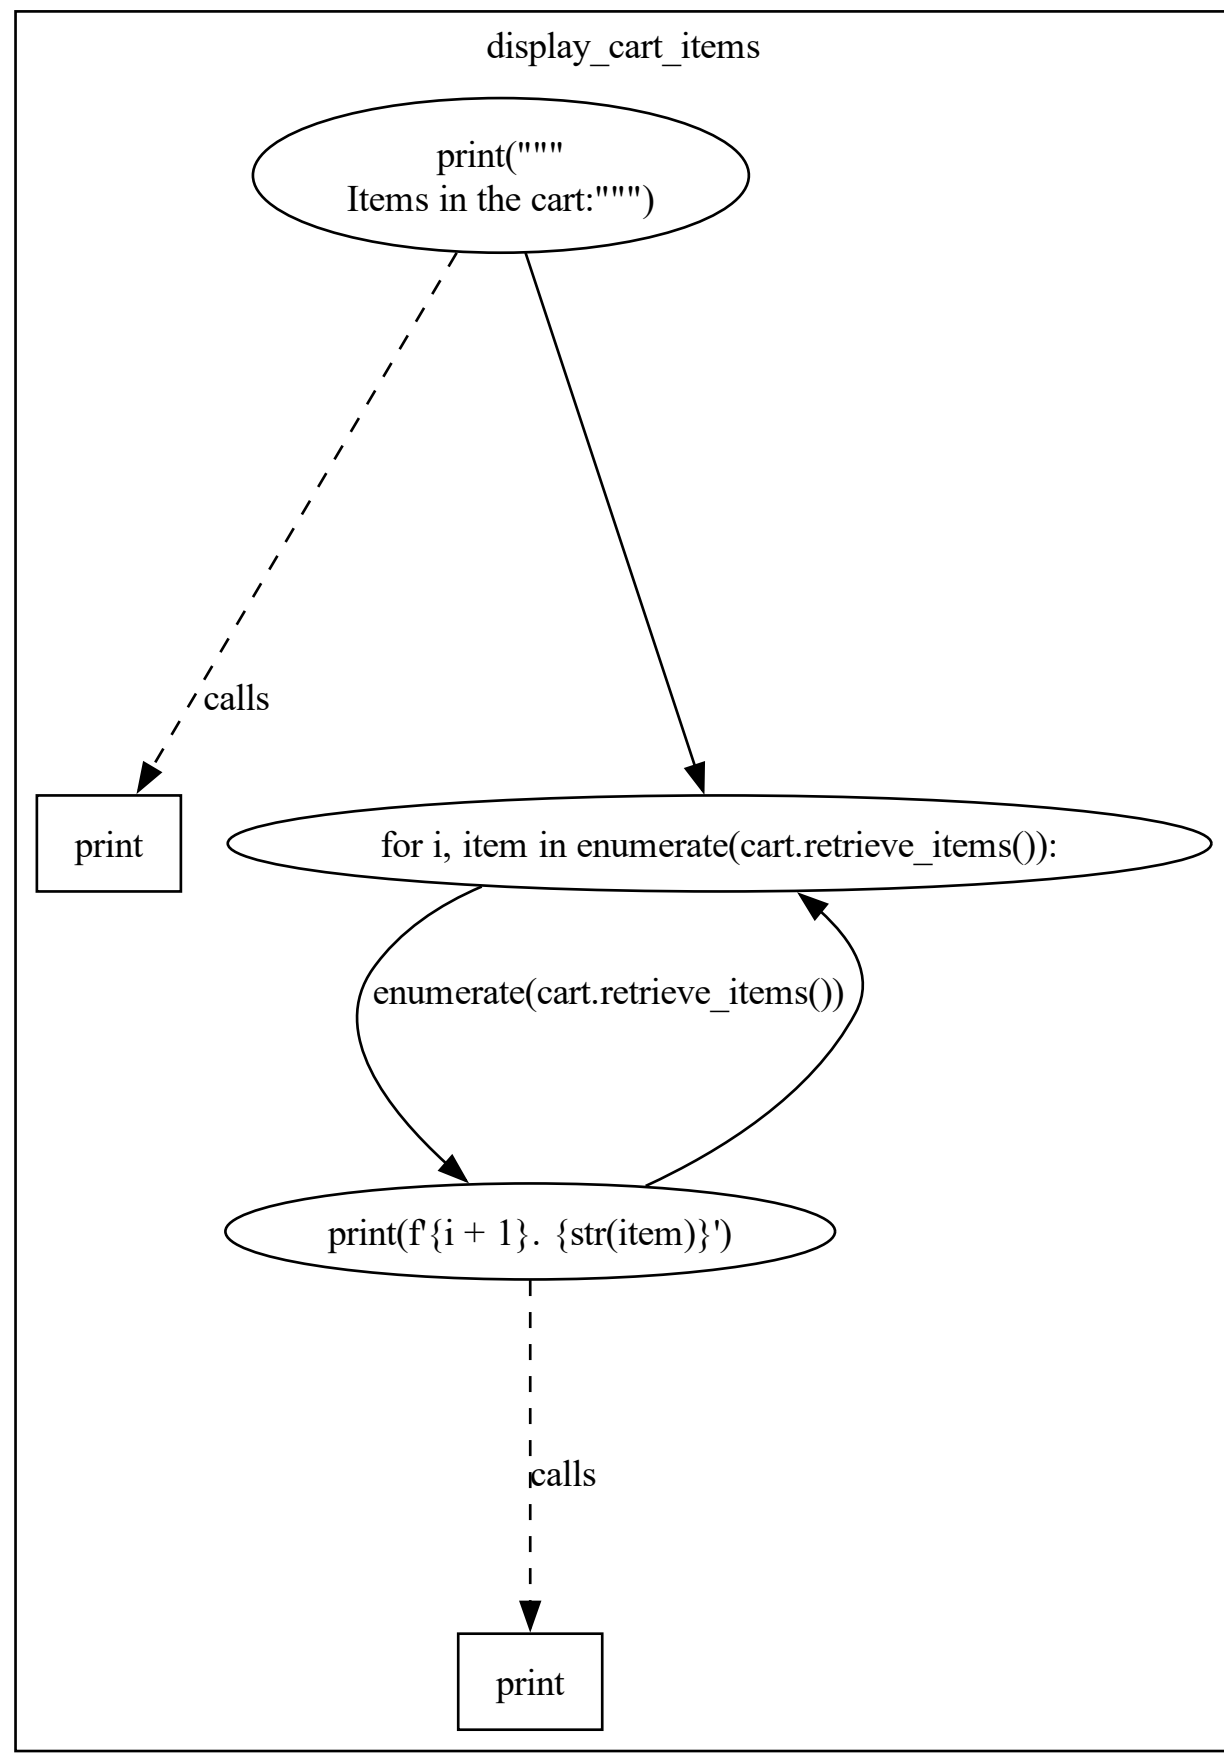 display_cart_items
print("""
Items in the cart:""")
calls
print
for i, item in enumerate(cart.retrieve_items()):
enumerate(cart.retrieve_items())
print(f'{i + 1}. {str(item)}')
calls
print